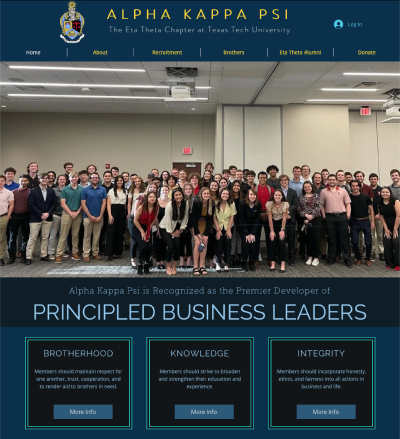 ALPHA KAPPA PSI
The Eta Theta Chapter at Texas Tech University
Log In
Home About Recruitment Brothers Eta Theta Alumni Donate
EXIT
EXIT
Alpha Kappa Psi is Recognized as the Premier Developer of
PRINCIPLED BUSINESS LEADERS
BROTHERHOOD
Members should maintain respect for
one another, trust, cooperation, and
to render aid to brothers in need.
More Info
KNOWLEDGE
Members should strive to broaden
and strengthen their education and
experience.
More Info
INTEGRITY
Members should incorporate honesty,
ethics, and fairness into all actions in
business and life.
More Info